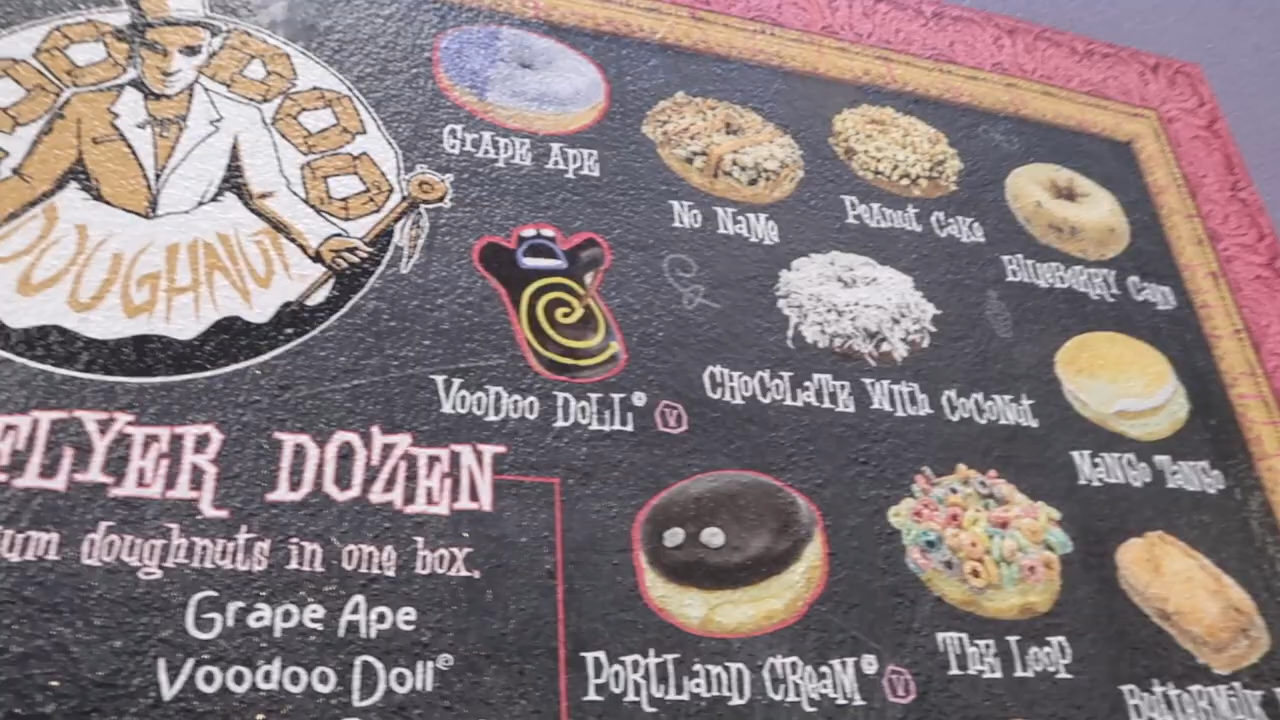 DOUGHNUT
GRAPE APE
No NaMe
PeAnut CaKe
BlueBeRRY Cake
VooDoo DoLL®
V
CHoCoLaTE WIth CoCoNut
MaNGo TaNGo
FLYER DOZEN
doughnuts in one box.
Grape Ape
Voodoo Doll®
PoRtLanD CReaM®
V
ThE LooP
ButteRMilk